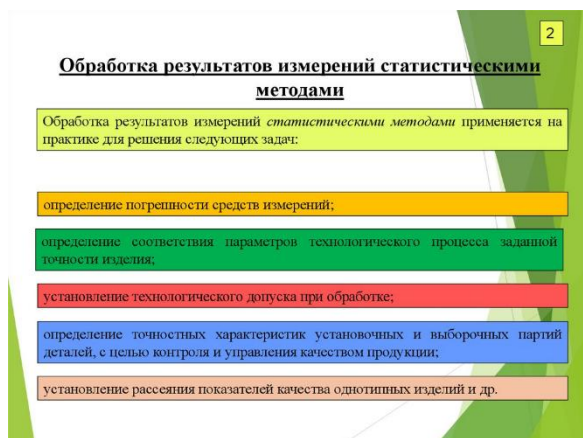 2
Обработка результатов измерений статистическими
методами
Обработка результатов измерений статистическими методами применяется на
практике для решения следующих задач:
определение погрешности средств измерений;
определение соответствия параметров технологического процесса заданной
точности изделия;
установление технологического допуска при обработке;
определение точностных характеристик установочных и выборочных партий
деталей, с целью контроля и управления качеством продукции;
установление рассеяния показателей качества однотипных изделий и др.